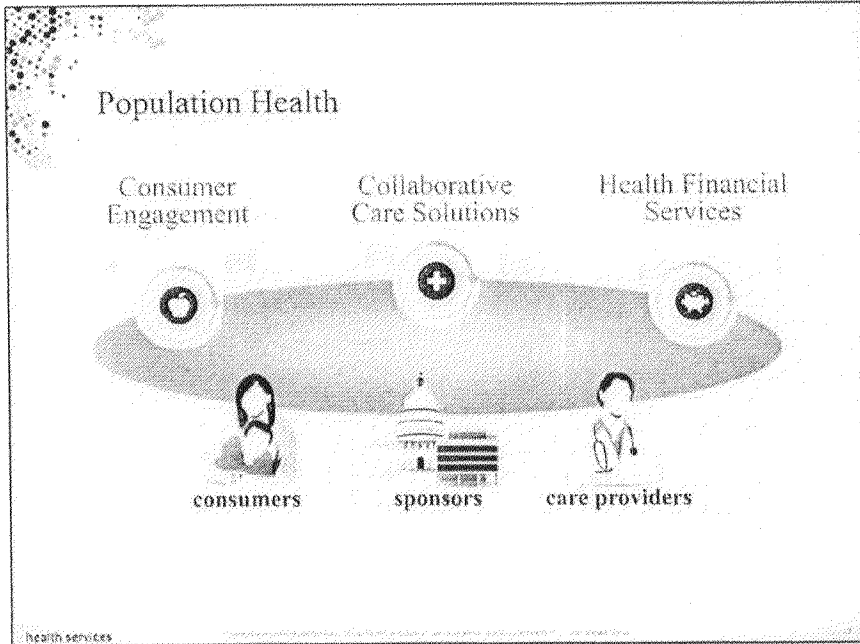 Population Health
Consumer
Engagement
Collaborative
Care Solutions
Health Financial
Services
consumers
sponsors
care providers
health services